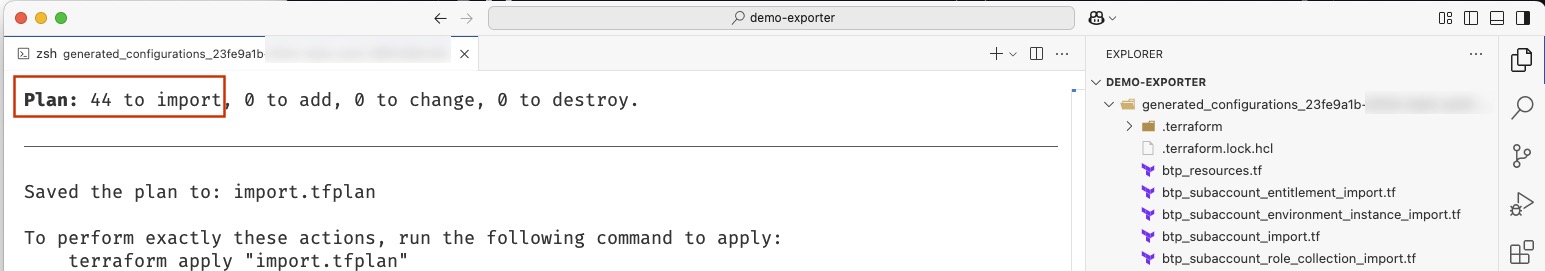 demo-exporter
zsh generated_configurations_23fe9a1b-
Plan: 44 to import, 0 to add, 0 to change, 0 to destroy.
Saved the plan to: import.tfplan
To perform exactly these actions, run the following command to apply:
terraform apply "import.tfplan"
EXPLORER
DEMO-EXPORTER
generated_configurations_23fe9a1b-
.terraform
.terraform.lock.hcl
btp_resources.tf
btp_subaccount_entitlement_import.tf
btp_subaccount_environment_instance_import.tf
btp_subaccount_import.tf
btp_subaccount_role_collection_import.tf